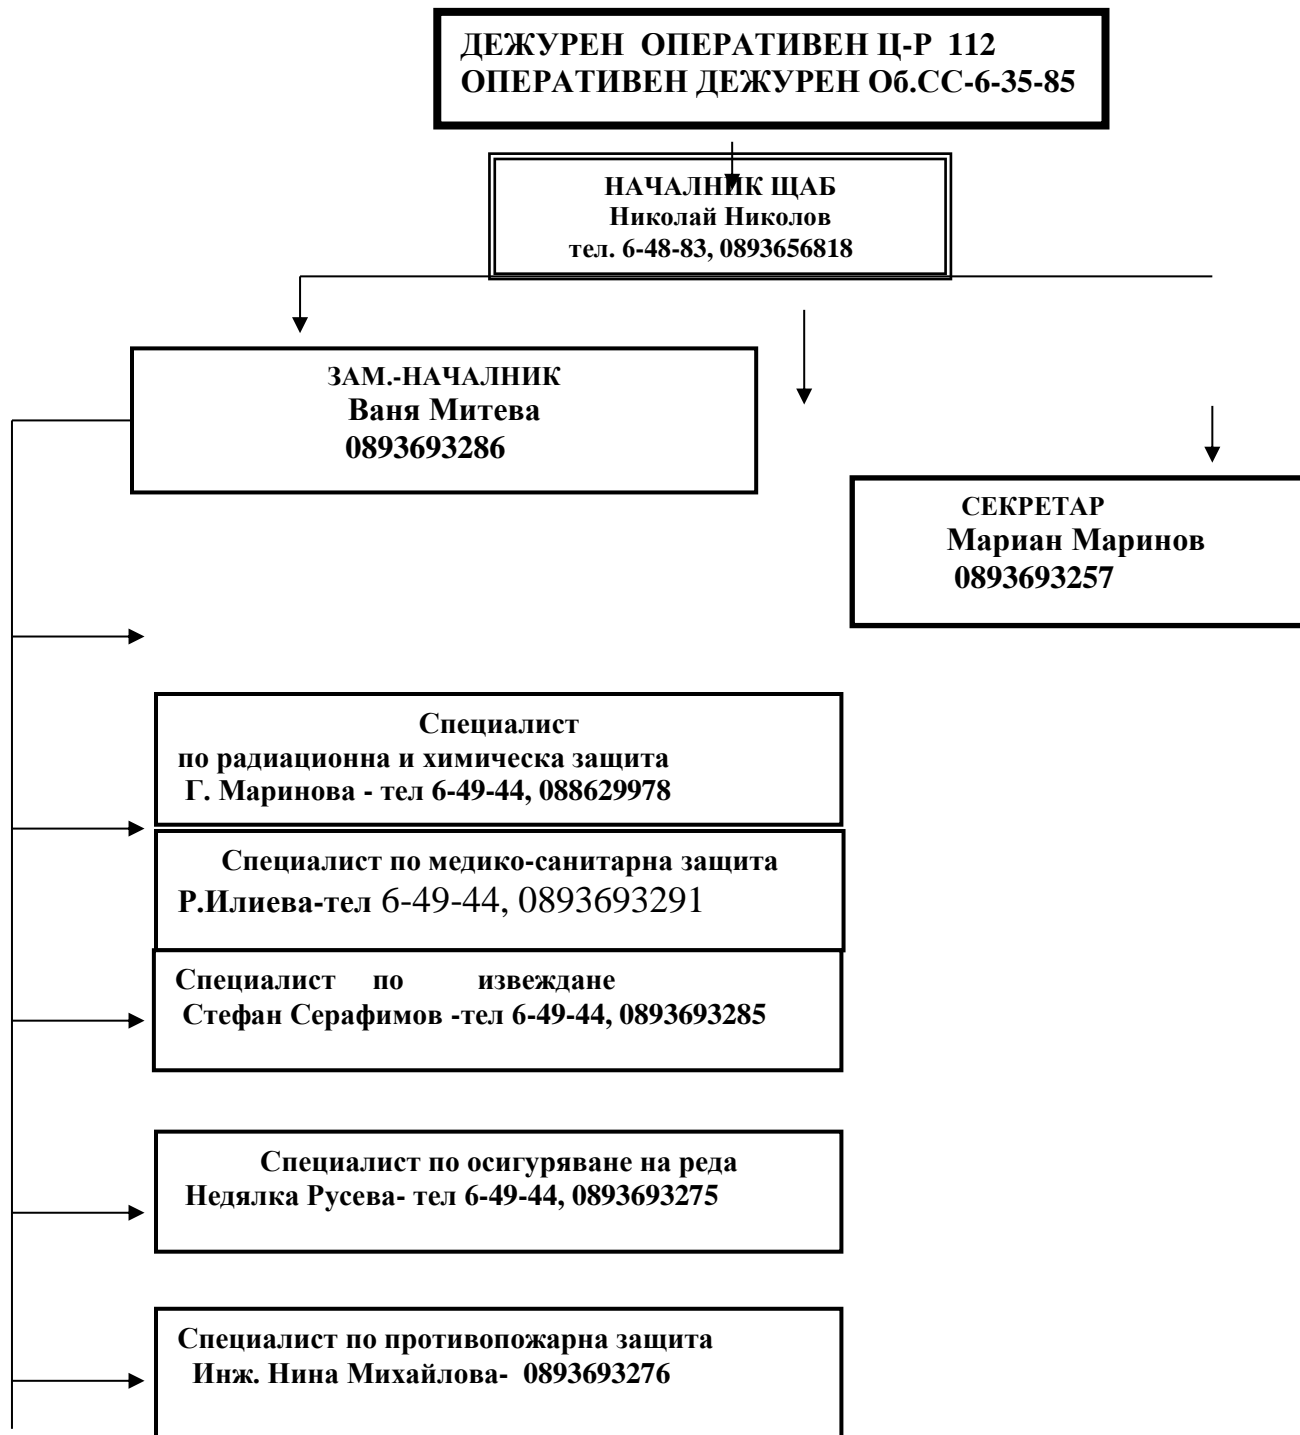 ДЕЖУРЕН ОПЕРАТИВЕН Ц-Р 112
ОПЕРАТИВЕН ДЕЖУРЕН Об.СС-6-35-85
НАЧАЛНИК ЩАБ
Николай Николов
тел. 6-48-83, 0893656818
ЗАМ.-НАЧАЛНИК
Ваня Митева
0893693286
СЕКРЕТАР
Мариан Маринов
0893693257
Специалист
по радиационна и химическа защита
Г. Маринова - тел 6-49-44, 088629978
Специалист по медико-санитарна защита
Р.Илиева-тел 6-49-44, 0893693291
Специалист по извеждане
Стефан Серафимов -тел 6-49-44, 0893693285
Специалист по осигуряване на реда
Недялка Русева- тел 6-49-44, 0893693275
Специалист по противопожарна защита
Инж. Нина Михайлова- 0893693276